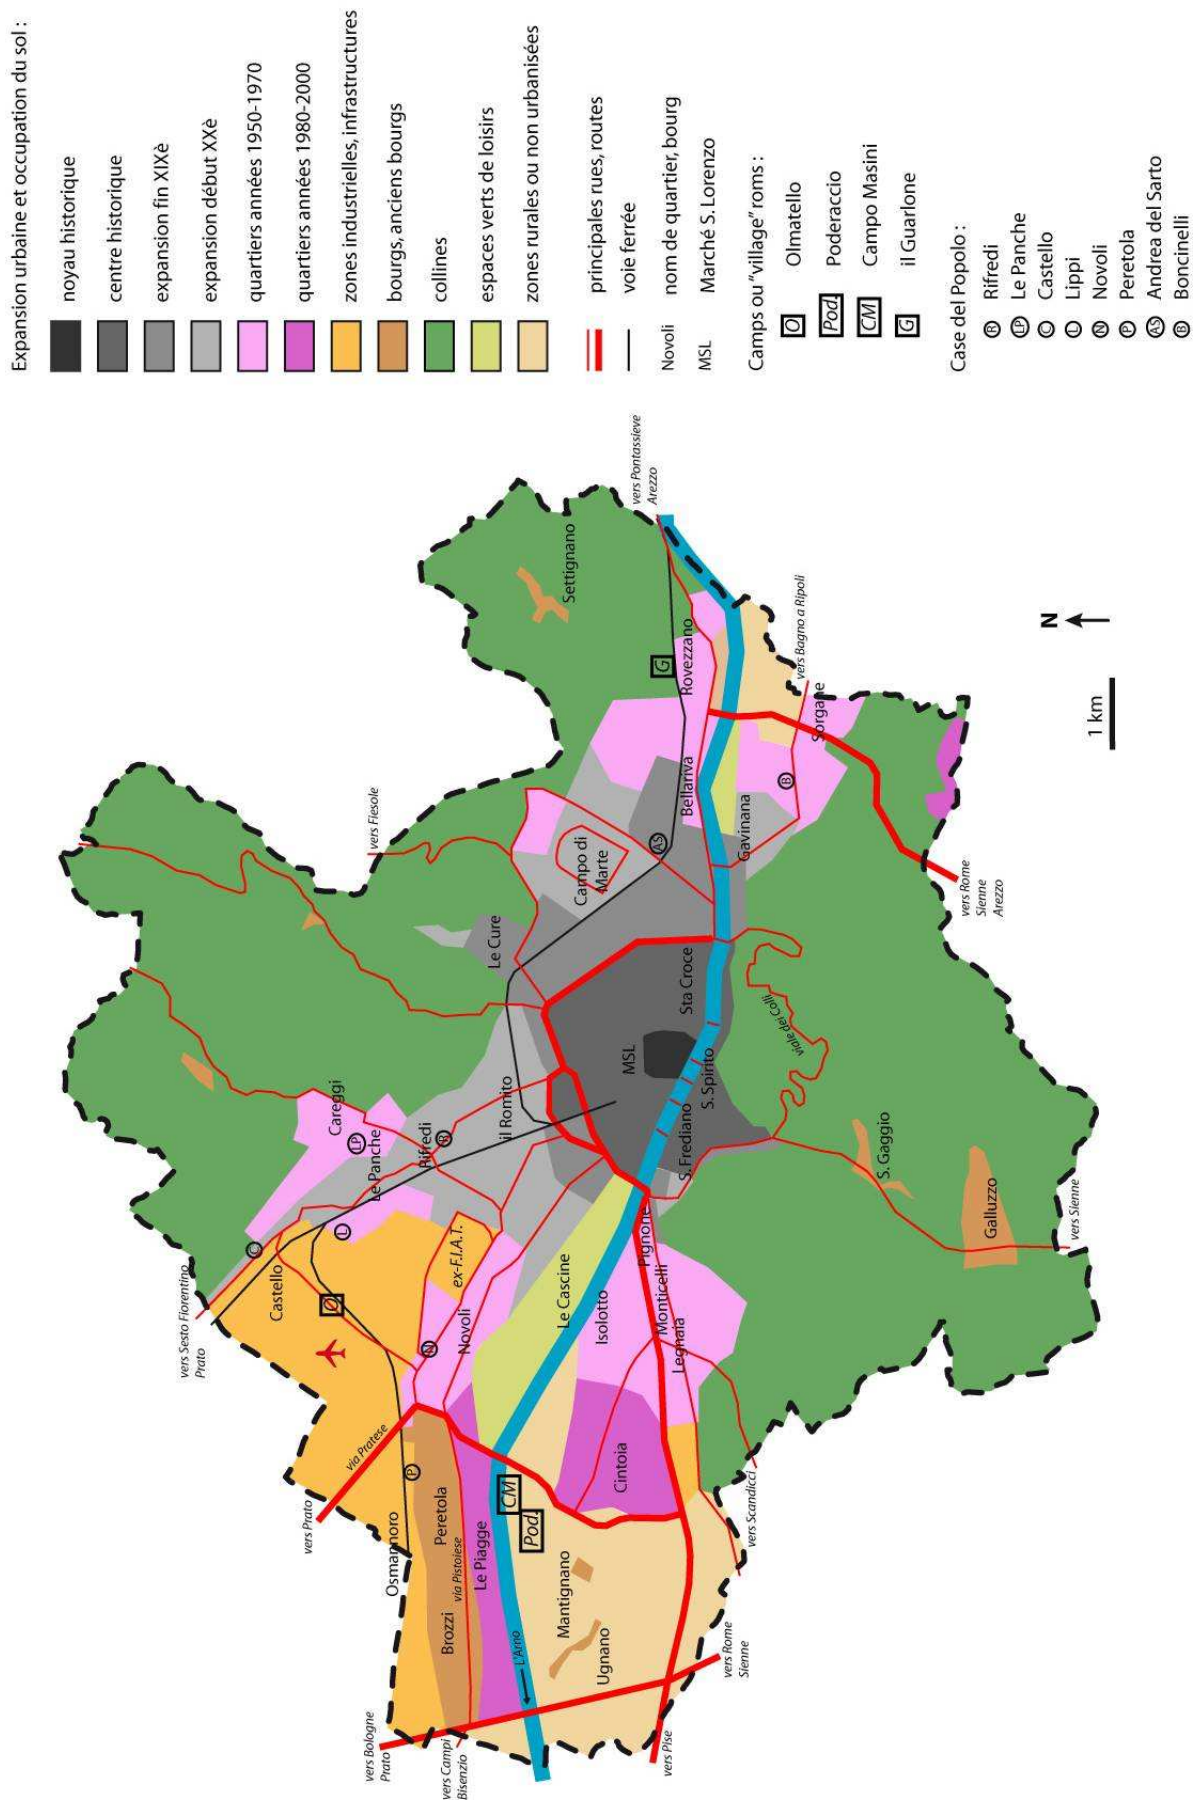 Expansion urbaine et occupation du sol :
noyau historique
centre historique
expansion fin XIXè
expansion début XXè
quartiers années 1950-1970
quartiers années 1980-2000
zones industrielles, infrastructures
bourgs, anciens bourgs
collines
espaces verts de loisirs
zones rurales ou non urbanisées
principales rues, routes
voie ferrée
Novoli nom de quartier, bourg
MSL Marché S. Lorenzo
Camps ou "village" roms :
O Olmatello
Pod. Poderaccio
CM Campo Masini
G il Guarlone
Case del Popolo :
R Rifredi
LP Le Panche
C Castello
L Lippi
N Novoli
P Peretola
AS Andrea del Sarto
B Boncinelli
vers Sesto Fiorentino
Prato
C
Castello
O
L
LP
Careggi
Le Panche
Rifredi
R
il Romito
vers Fiesole
Le Cure
Campo di
Marte
AS
Settignano
vers Pontassieve
Arezzo
G
Rovezzano
Bellariva
vers Prato
via Pratese
ex-F.I.A.T.
N
Novoli
Osmannoro
P
Peretola
Brozzi
via Pistoiese
Le Piagge
vers Bologne
Prato
vers Campi
Bisenzio
L'Arno
CM
Pod.
Le Cascine
Isolotto
Pignone
Monticelli
Legnaia
Cintoia
Mantignano
Ugnano
MSL
Sta Croce
S. Frediano
S. Spirito
viale dei Colli
Gavinana
B
Sorgane
vers Bagno a Ripoli
vers Rome
Sienne
Arezzo
vers Pise
vers Rome
Sienne
vers Scandicci
S. Gaggio
Galluzzo
vers Sienne
N
1 km